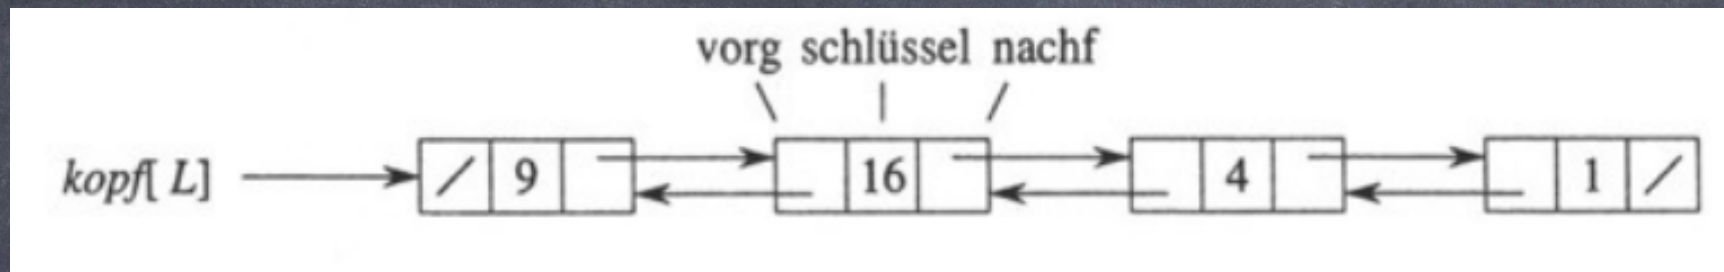 vorg schlüssel nachf
kopf[ L] / 9 16 4 1 /